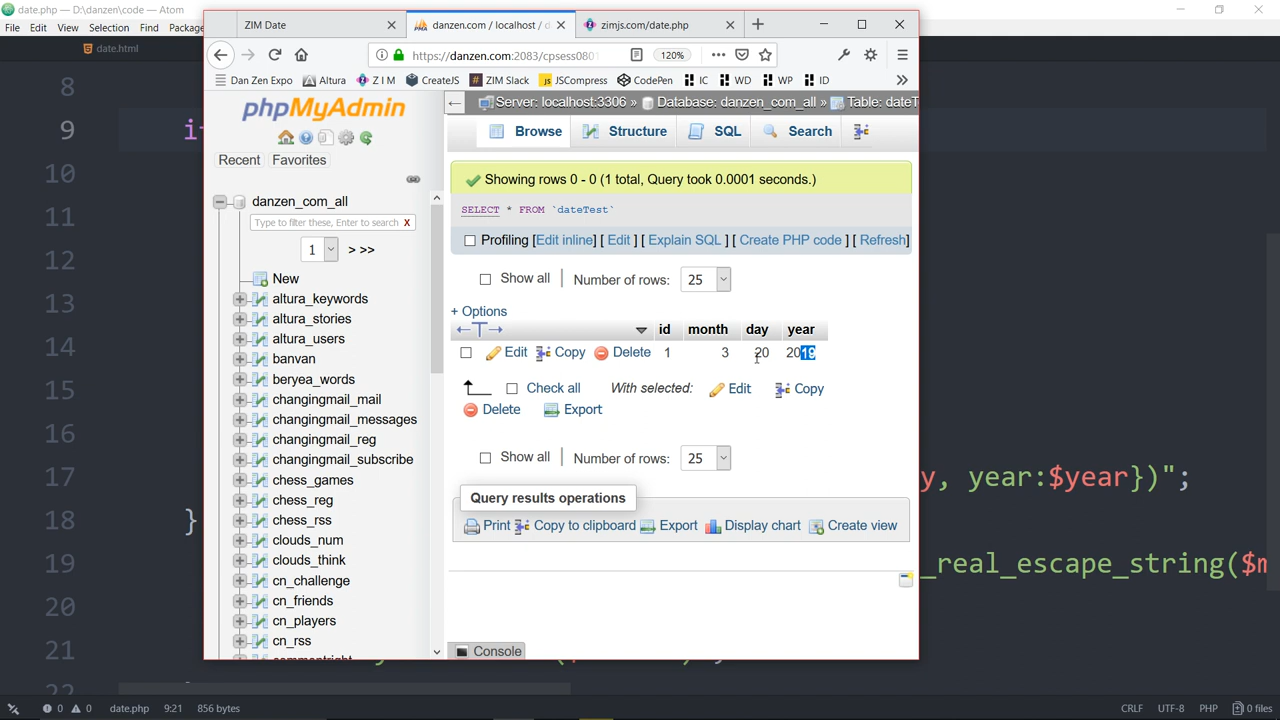 date.php — D:\danzen\code — Atom
File Edit View Selection Find Package
date.html
ZIM Date
danzen.com / localhost / d
zimjs.com/date.php
https://danzen.com:2083/cpsess0801
120%
Dan Zen Expo Altura Z I M CreateJS ZIM Slack JSCompress CodePen IC WD WP ID
phpMyAdmin
Recent Favorites
danzen_com_all
Type to filter these, Enter to search X
1 > >>
New
altura_keywords
altura_stories
altura_users
banvan
beryea_words
changingmail_mail
changingmail_messages
changingmail_reg
changingmail_subscribe
chess_games
chess_reg
chess_rss
clouds_num
clouds_think
cn_challenge
cn_friends
cn_players
cn_rss
Server: localhost:3306 » Database: danzen_com_all » Table: dateT
Browse Structure SQL Search
Showing rows 0 - 0 (1 total, Query took 0.0001 seconds.)
SELECT * FROM `dateTest`
Profiling [Edit inline] [ Edit ] [ Explain SQL ] [ Create PHP code ] [ Refresh]
Show all Number of rows: 25
+ Options
id month day year
Edit Copy Delete 1 3 20 2019
Check all With selected: Edit Copy
Delete Export
Show all Number of rows: 25
Query results operations
Print Copy to clipboard Export Display chart Create view
Console
8
9
10
11
12
13
14
15
16
17 y, year:$year})";
18 }
19 _real_escape_string($m
20
21
22
0 0 date.php 9:21 856 bytes CRLF UTF-8 PHP 0 files